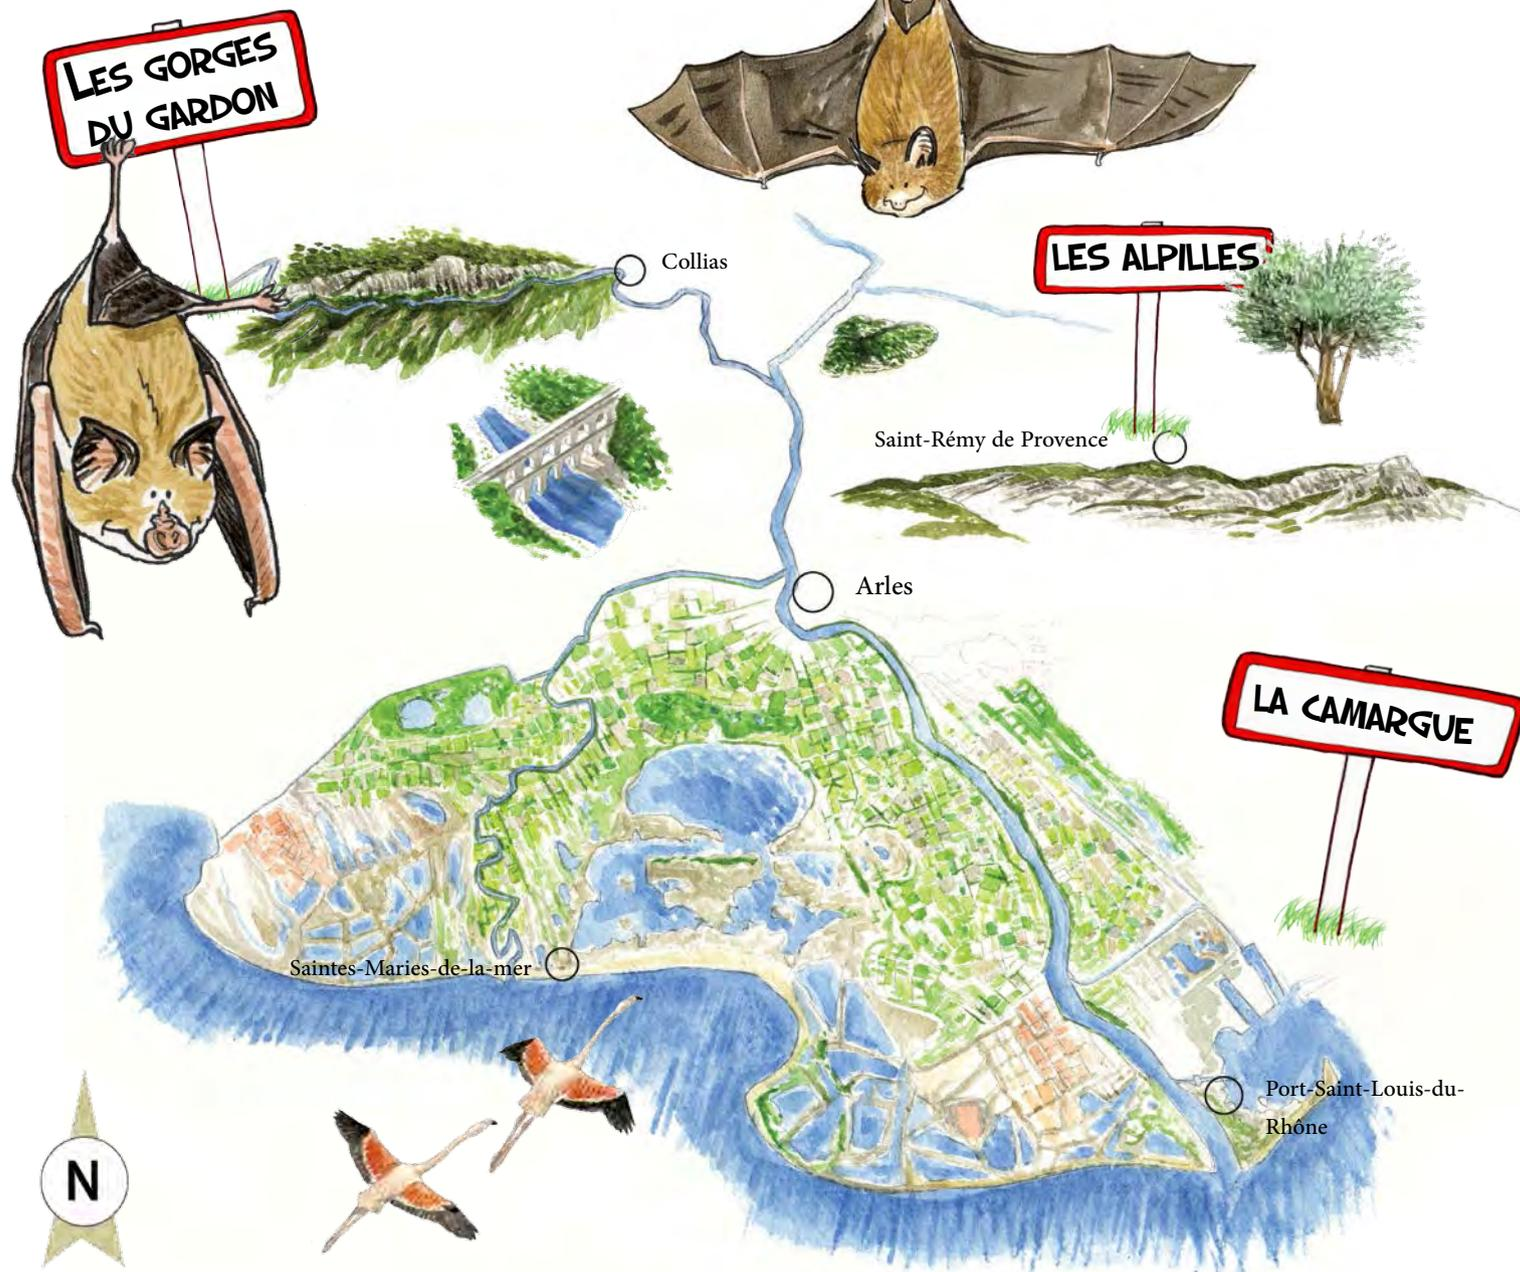 LES GORGES
DU GARDON
Collias
LES ALPILLES
Saint-Rémy de Provence
Arles
LA CAMARGUE
Saintes-Maries-de-la-mer
Port-Saint-Louis-du-
Rhône
N